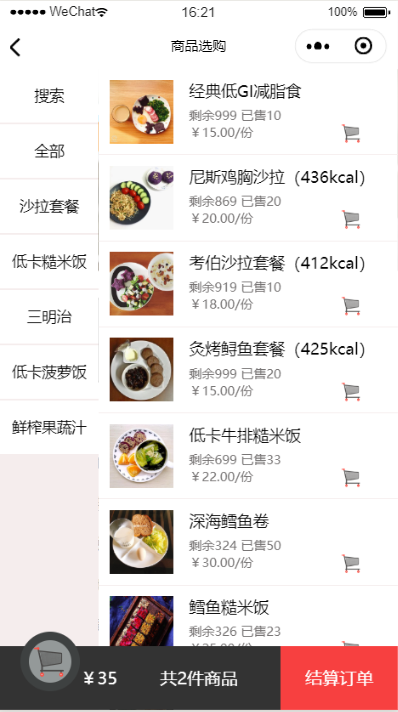 WeChat 16:21 100%
商品选购
搜索
全部
沙拉套餐
低卡糙米饭
三明治
低卡菠萝饭
鲜榨果蔬汁
经典低GI减脂食
剩余999 已售10
￥15.00/份
尼斯鸡胸沙拉（436kcal）
剩余869 已售20
￥20.00/份
考伯沙拉套餐（412kcal）
剩余919 已售10
￥18.00/份
灸烤鲟鱼套餐（425kcal）
剩余999 已售20
￥15.00/份
低卡牛排糙米饭
剩余699 已售33
￥22.00/份
深海鳕鱼卷
剩余324 已售50
￥30.00/份
鳕鱼糙米饭
剩余326 已售23
￥35 共2件商品 结算订单